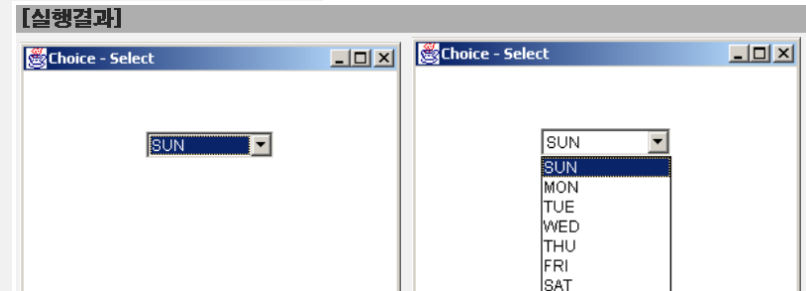 [실행결과]
Choice - Select
SUN
Choice - Select
SUN
SUN
MON
TUE
WED
THU
FRI
SAT